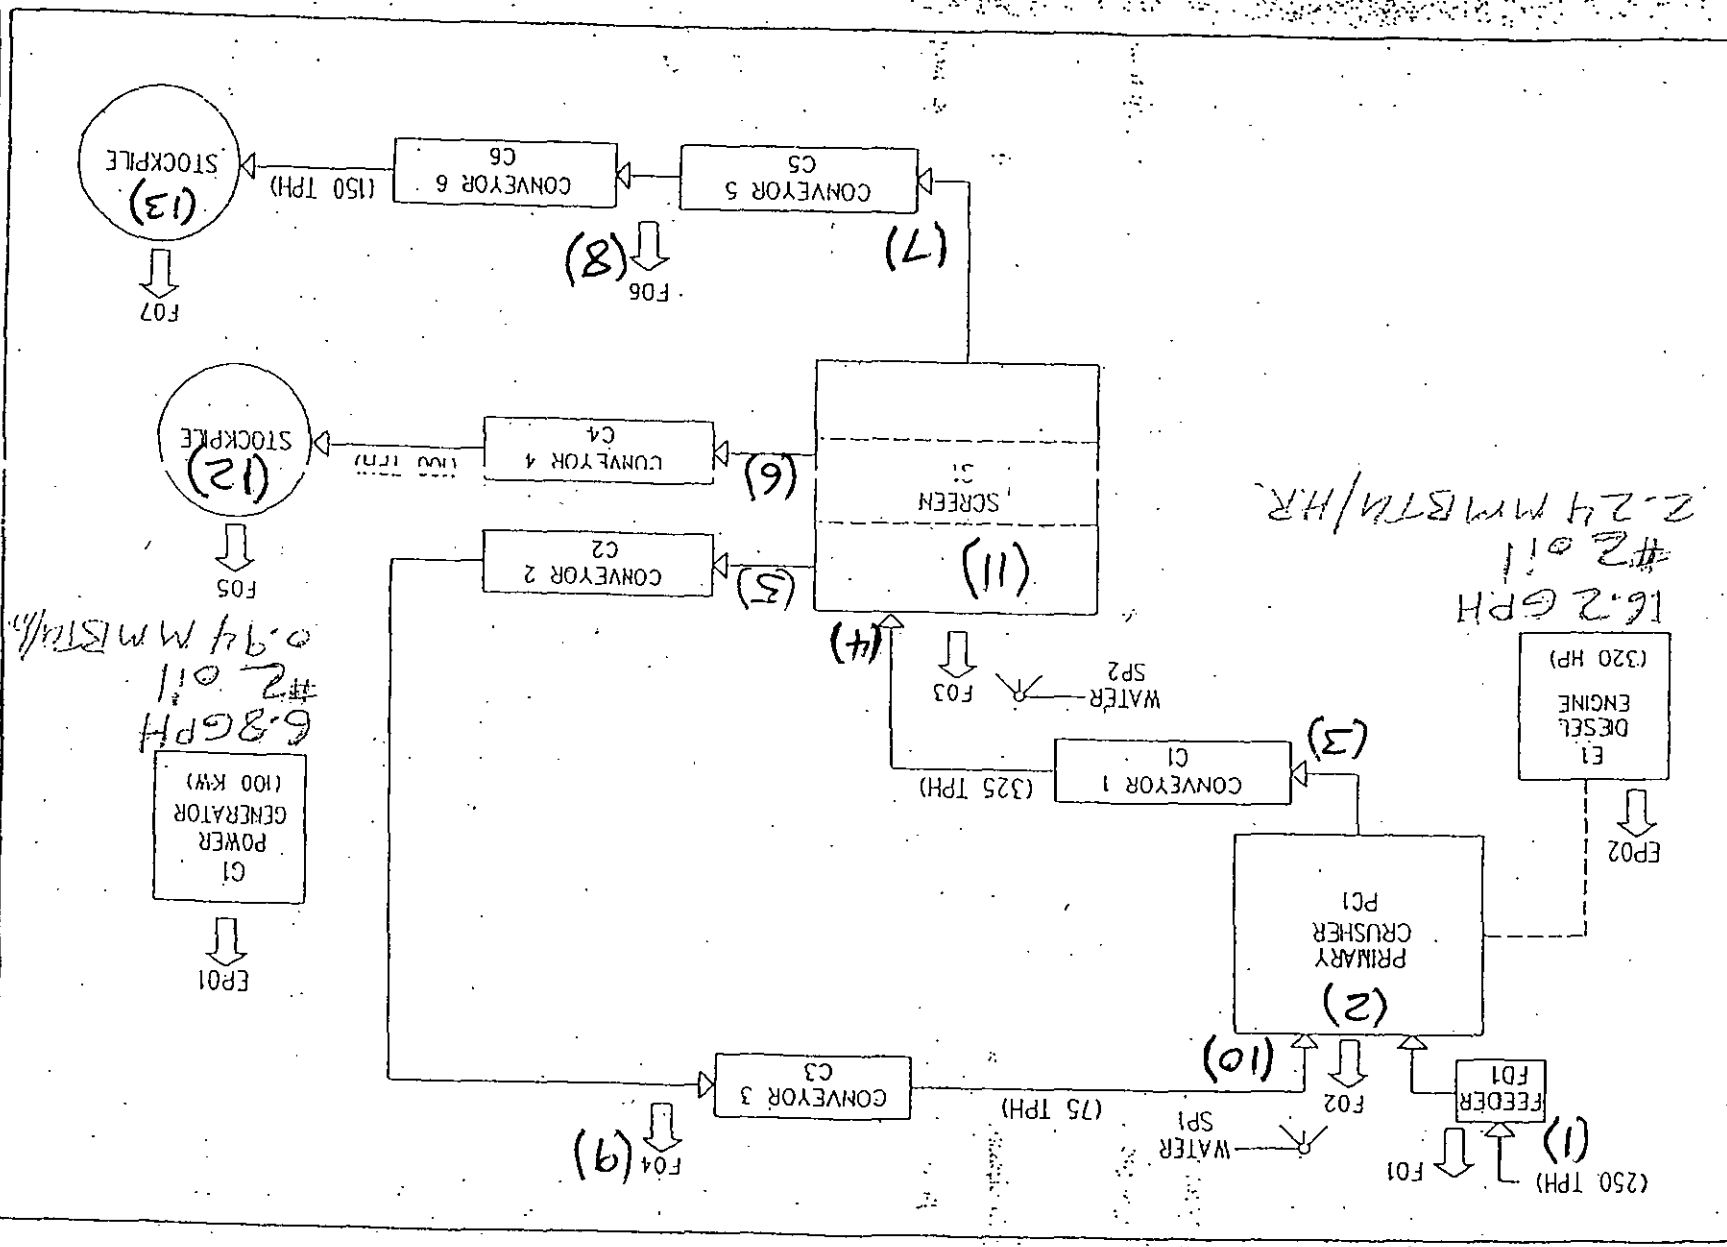 (250 TPH)
(1)
F01
FEEDER
FD1
WATER
SP1
F02
(10)
(75 TPH)
CONVEYOR 3
C3
F04 (9)
(2)
PRIMARY
CRUSHER
PC1
EP02
E1
DIESEL
ENGINE
(320 HP)
16.2 GPH
#2 oil
2.24 MMBTU/HR
(3)
CONVEYOR 1
C1
(325 TPH)
WATER
SP2
F03
(4)
(11)
SCREEN
S1
(5)
CONVEYOR 2
C2
(6)
CONVEYOR 4
C4
(100 TPH)
EP01
G1
POWER
GENERATOR
(100 KW)
6.8 GPH
#2 oil
0.94 MMBTU/hr
F05
(12)
STOCKPILE
(7)
CONVEYOR 5
C5
F06
(8)
CONVEYOR 6
C6
(150 TPH)
F07
(13)
STOCKPILE